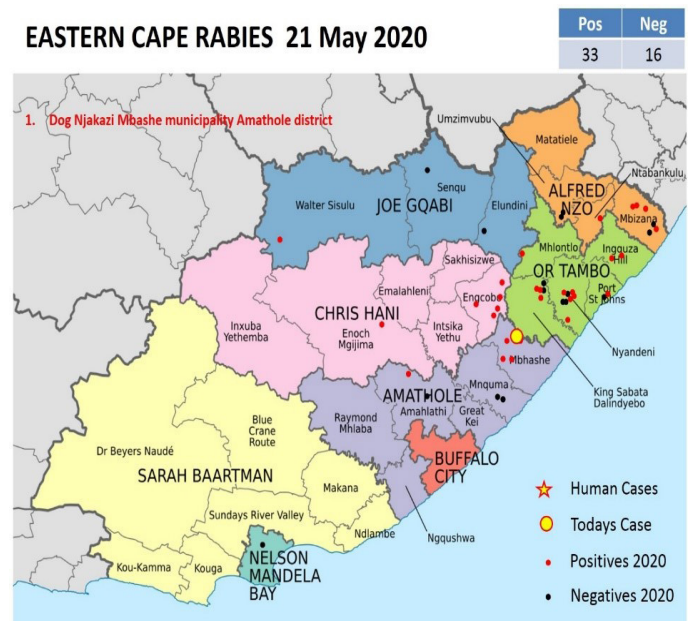 EASTERN CAPE RABIES 21 May 2020
Pos Neg
33 16
1. Dog Njakazi Mbashe municipality Amathole district
Umzimvubu
Matatiele
Ntabankulu
ALFRED
NZO
Mbizana
Senqu
Walter Sisulu
JOE GQABI
Elundini
Mhlontlo
Ingquza
Hill
Sakhisizwe
OR TAMBO
Emalahleni
Engcobo
Port
St Johns
CHRIS HANI
Inxuba
Yethemba
Enoch
Mgijima
Intsika
Yethu
Nyandeni
Mbhashe
King Sabata
Dalindyebo
AMATHOLE
Mnquma
Amahlathi
Great
Kei
Raymond
Mhlaba
Blue
Crane
Route
Dr Beyers Naudé
BUFFALO
CITY
SARAH BAARTMAN
Makana
Human Cases
Sundays River Valley
Todays Case
Ndlambe
Ngqushwa
NELSON
MANDELA
BAY
Kou-Kamma
Kouga
Positives 2020
Negatives 2020